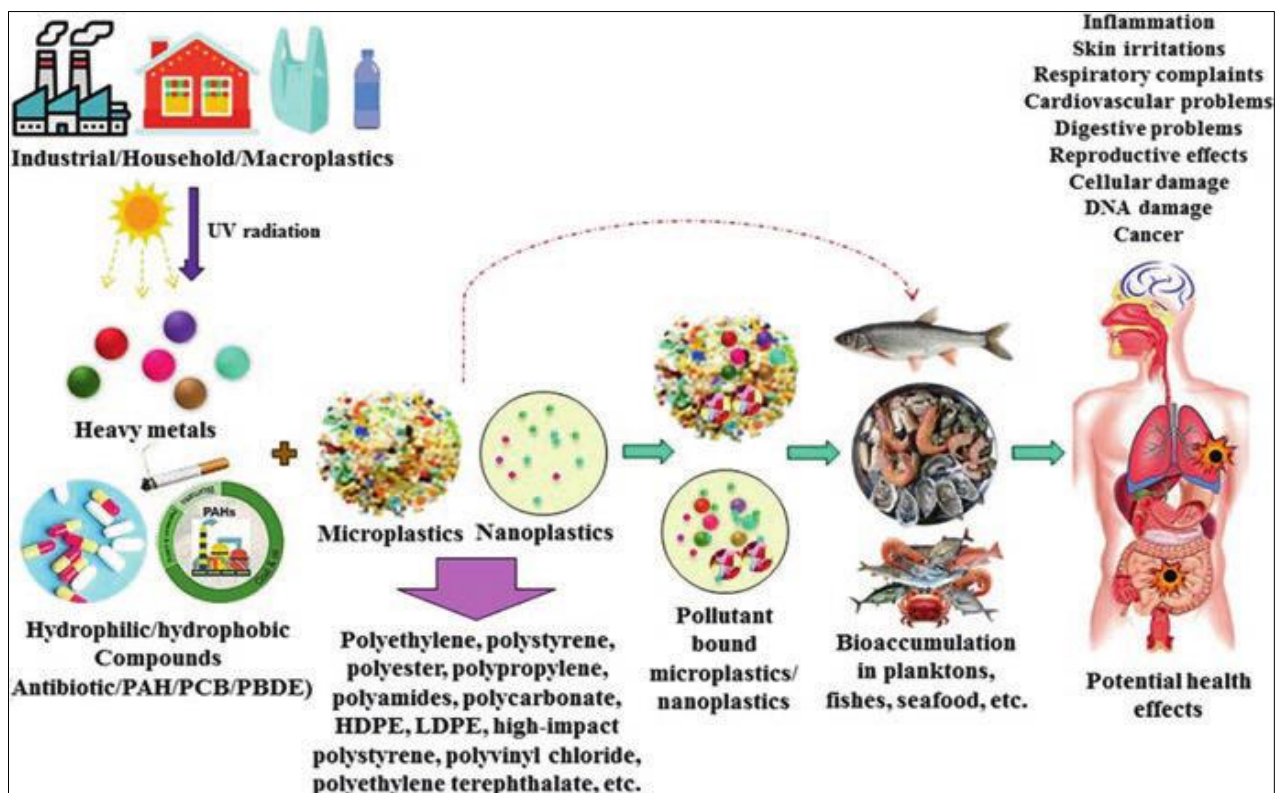 Industrial/Household/Macroplastics
UV radiation
Heavy metals
PAHs
Hydrophilic/hydrophobic
Compounds
Antibiotic/PAH/PCB/PBDE)
Microplastics
Nanoplastics
Polyethylene, polystyrene,
polyester, polypropylene,
polyamides, polycarbonate,
HDPE, LDPE, high-impact
polystyrene, polyvinyl chloride,
polyethylene terephthalate, etc.
Pollutant
bound
microplastics/
nanoplastics
Bioaccumulation
in planktons,
fishes, seafood, etc.
Inflammation
Skin irritations
Respiratory complaints
Cardiovascular problems
Digestive problems
Reproductive effects
Cellular damage
DNA damage
Cancer
Potential health
effects